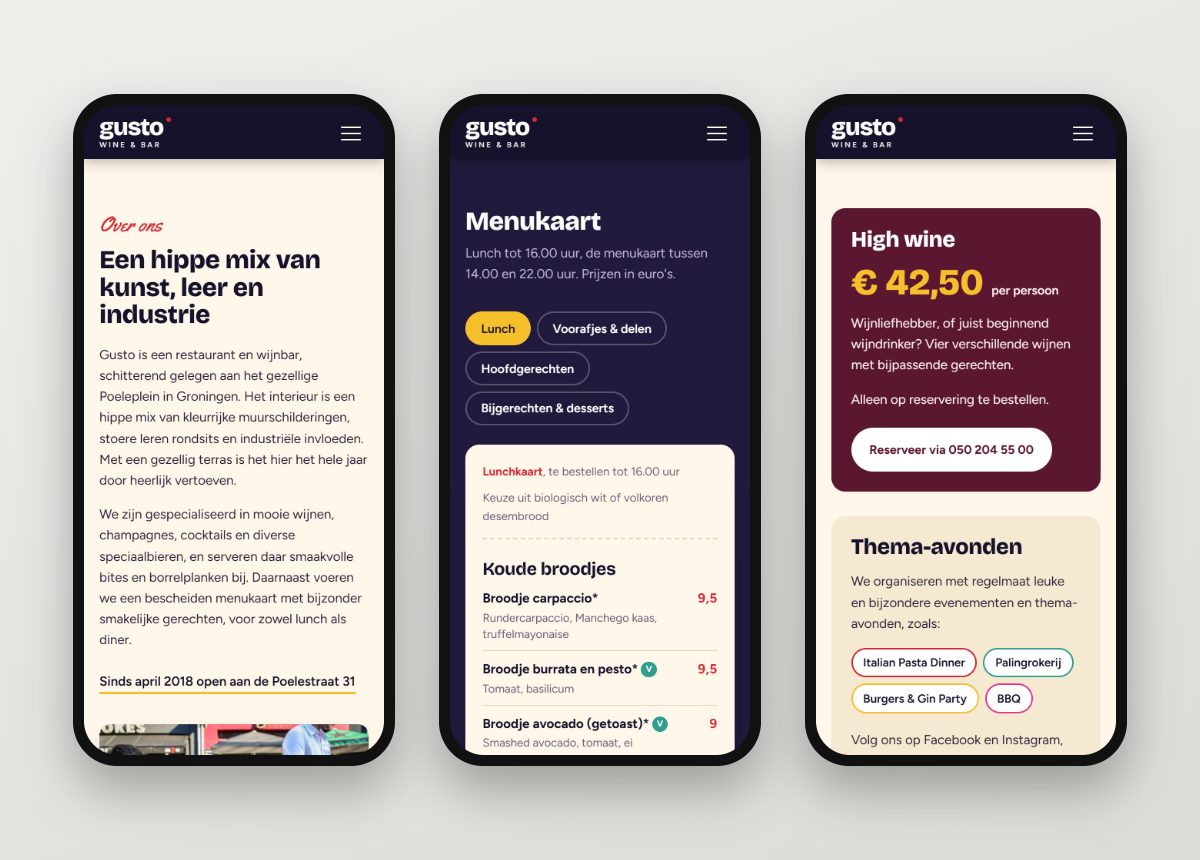 gusto
WINE & BAR
Over ons
Een hippe mix van
kunst, leer en
industrie
Gusto is een restaurant en wijnbar,
schitterend gelegen aan het gezellige
Poeleplein in Groningen. Het interieur is een
hippe mix van kleurrijke muurschilderingen,
stoere leren rondsits en industriële invloeden.
Met een gezellig terras is het hier het hele jaar
door heerlijk vertoeven.
We zijn gespecialiseerd in mooie wijnen,
champagnes, cocktails en diverse
speciaalbieren, en serveren daar smaakvolle
bites en borrelplanken bij. Daarnaast voeren
we een bescheiden menukaart met bijzonder
smakelijke gerechten, voor zowel lunch als
diner.
Sinds april 2018 open aan de Poelestraat 31
gusto
WINE & BAR
Menukaart
Lunch tot 16.00 uur, de menukaart tussen
14.00 en 22.00 uur. Prijzen in euro's.
Lunch
Voorafjes & delen
Hoofdgerechten
Bijgerechten & desserts
Lunchkaart, te bestellen tot 16.00 uur
Keuze uit biologisch wit of volkoren
desembrood
Koude broodjes
Broodje carpaccio* 9,5
Rundercarpaccio, Manchego kaas,
truffelmayonaise
Broodje burrata en pesto* V 9,5
Tomaat, basilicum
Broodje avocado (getoast)* V 9
Smashed avocado, tomaat, ei
gusto
WINE & BAR
High wine
€ 42,50 per persoon
Wijnliefhebber, of juist beginnend
wijndrinker? Vier verschillende wijnen
met bijpassende gerechten.
Alleen op reservering te bestellen.
Reserveer via 050 204 55 00
Thema-avonden
We organiseren met regelmaat leuke
en bijzondere evenementen en thema-
avonden, zoals:
Italian Pasta Dinner
Palingrokerij
Burgers & Gin Party
BBQ
Volg ons op Facebook en Instagram,